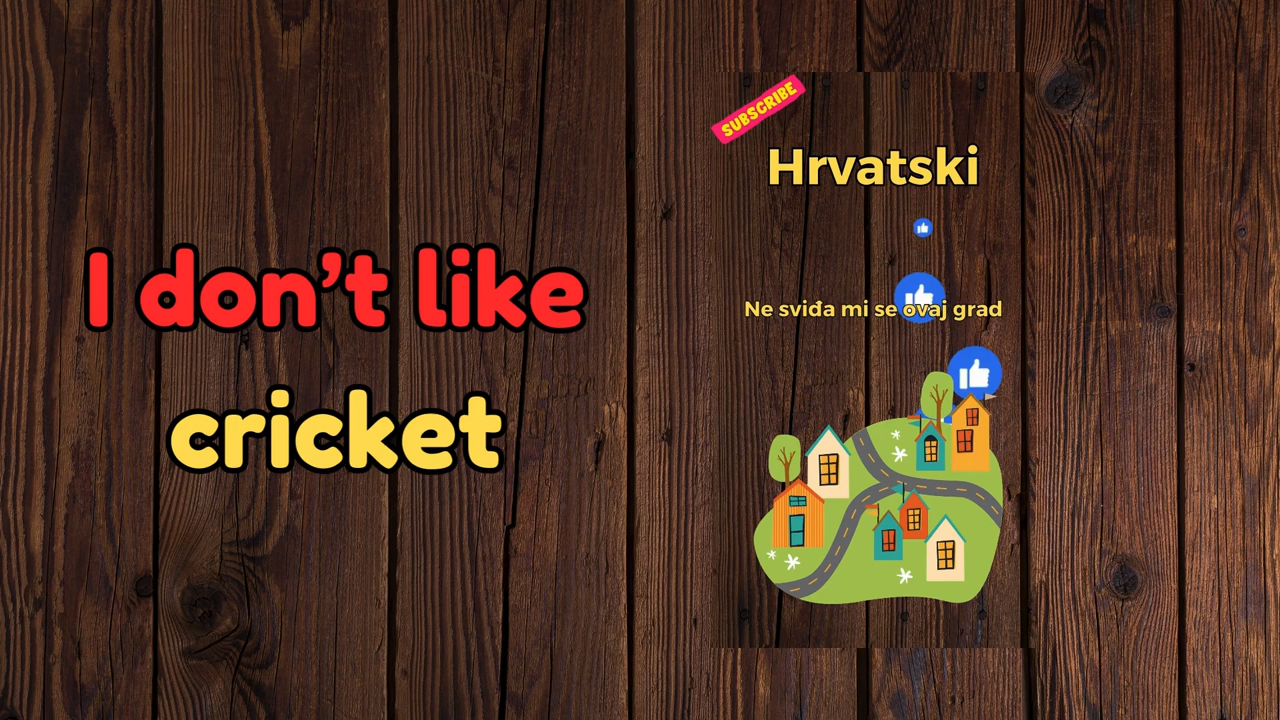 I don’t like
cricket
SUBSCRIBE
Hrvatski
Ne sviđa mi se ovaj grad